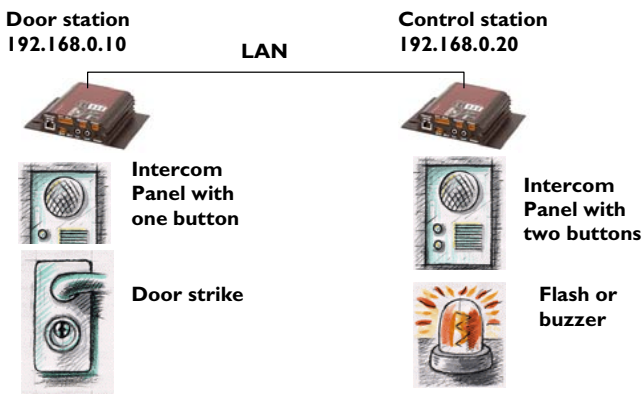 Door station
192.168.0.10
LAN
Control station
192.168.0.20
Intercom
Panel with
one button
Intercom
Panel with
two buttons
Door strike
Flash or
buzzer